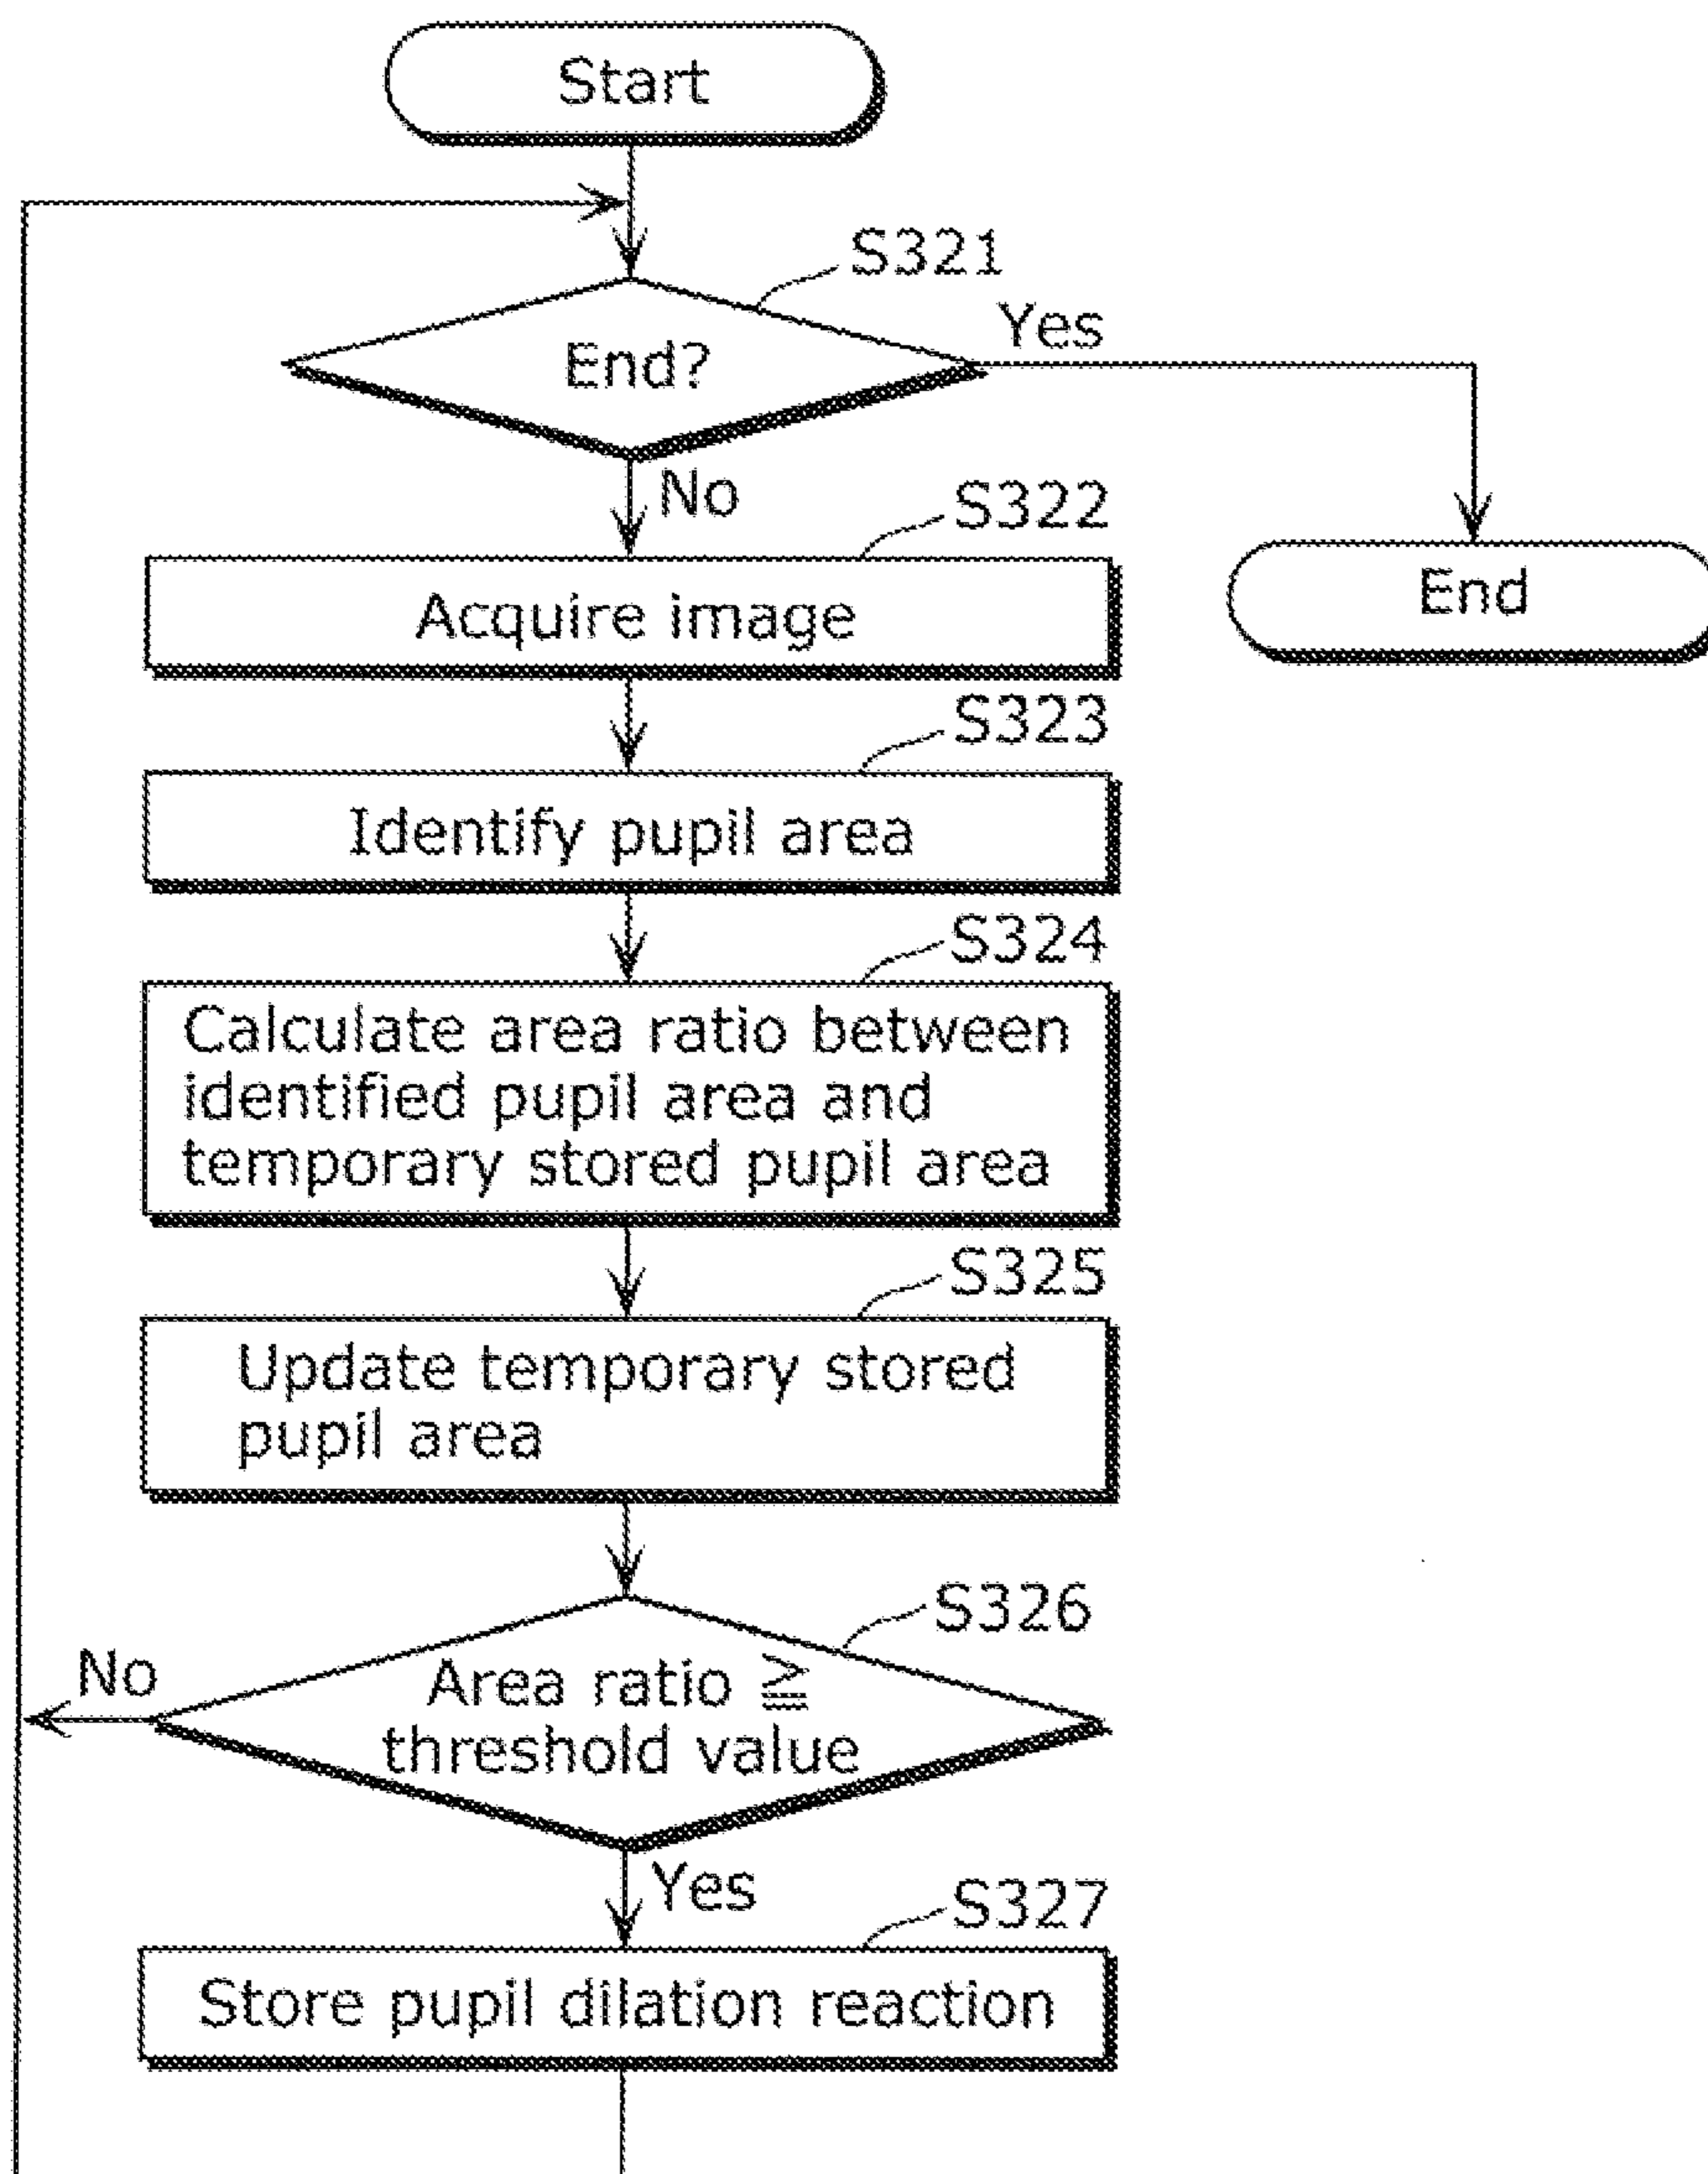 Start
S321
End?
Yes
No
S322
Acquire image
End
S323
Identify pupil area
S324
Calculate area ratio between
identified pupil area and
temporary stored pupil area
S325
Update temporary stored
pupil area
S326
No
Area ratio ≧
threshold value
Yes
S327
Store pupil dilation reaction